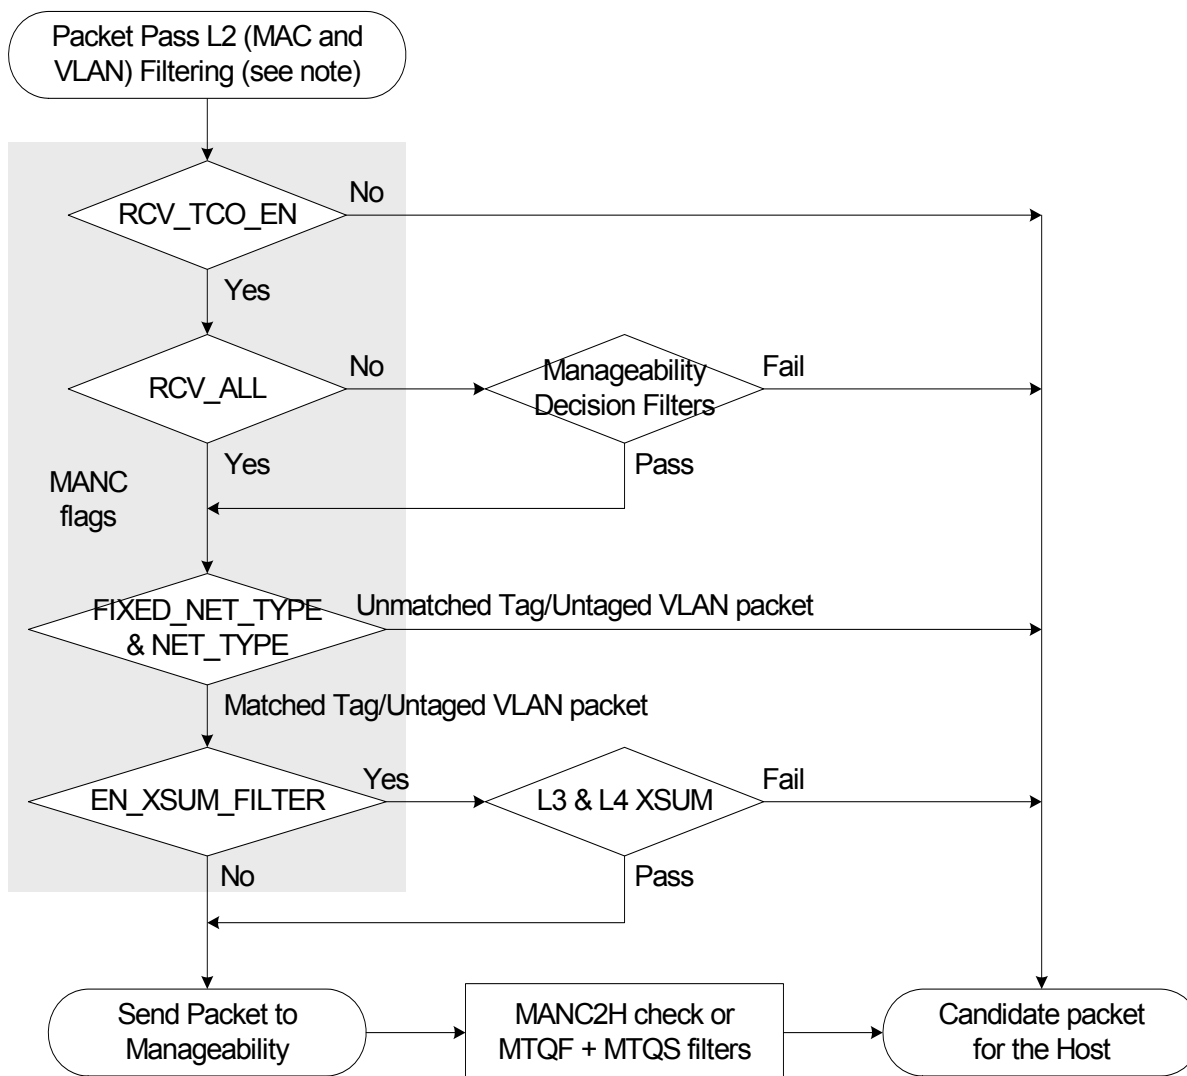 Packet Pass L2 (MAC and
VLAN) Filtering (see note)
RCV_TCO_EN
No
Yes
RCV_ALL
No
Manageability
Decision Filters
Fail
Yes
Pass
MANC
flags
FIXED_NET_TYPE
& NET_TYPE
Unmatched Tag/Untaged VLAN packet
Matched Tag/Untaged VLAN packet
EN_XSUM_FILTER
Yes
L3 & L4 XSUM
Fail
No
Pass
Send Packet to
Manageability
MANC2H check or
MTQF + MTQS filters
Candidate packet
for the Host